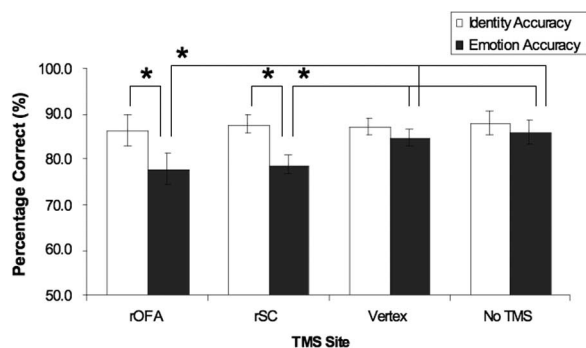 Identity Accuracy
Emotion Accuracy
* * * *
Percentage Correct (%)
100.0
90.0
80.0
70.0
60.0
50.0
rOFA rSC Vertex No TMS
TMS Site